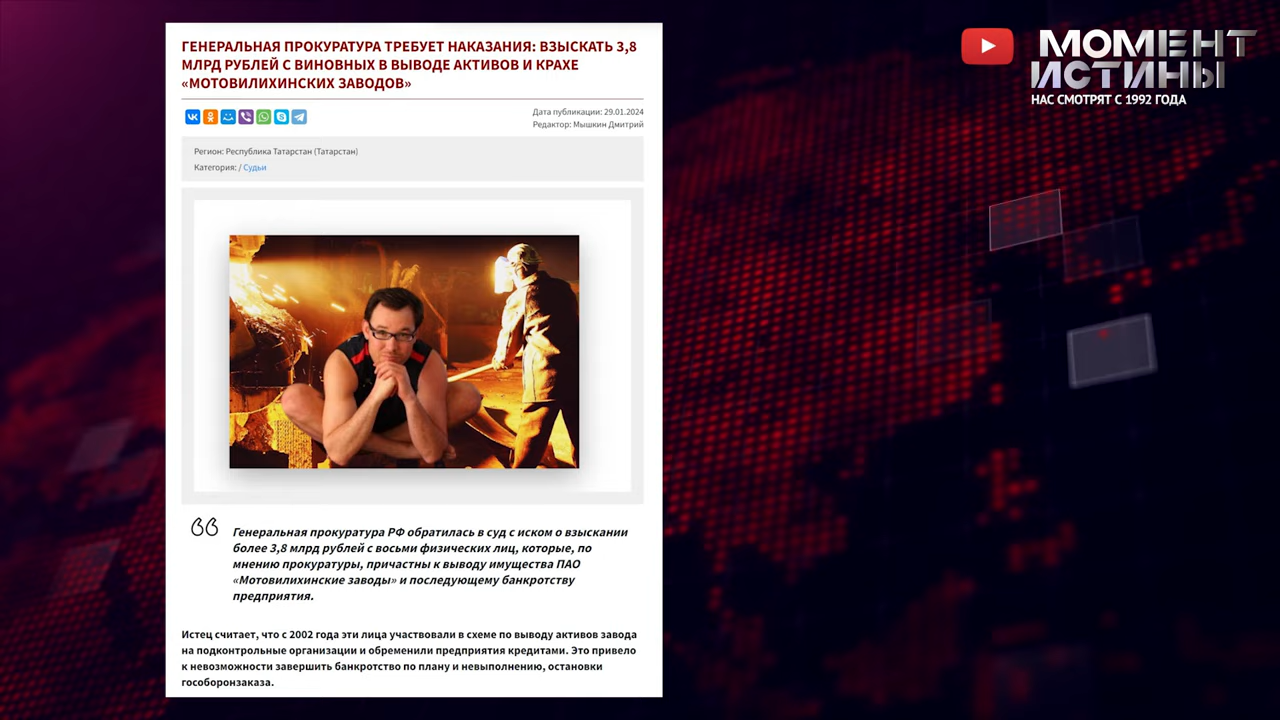 ГЕНЕРАЛЬНАЯ ПРОКУРАТУРА ТРЕБУЕТ НАКАЗАНИЯ: ВЗЫСКАТЬ 3,8
МЛРД РУБЛЕЙ С ВИНОВНЫХ В ВЫВОДЕ АКТИВОВ И КРАХЕ
«МОТОВИЛИХИНСКИХ ЗАВОДОВ»
Дата публикации: 29.01.2024
Редактор: Мышкин Дмитрий
Регион: Республика Татарстан (Татарстан)
Категория: / Судьи
Генеральная прокуратура РФ обратилась в суд с иском о взыскании
более 3,8 млрд рублей с восьми физических лиц, которые, по
мнению прокуратуры, причастны к выводу имущества ПАО
«Мотовилихинские заводы» и последующему банкротству
предприятия.
Истец считает, что с 2002 года эти лица участвовали в схеме по выводу активов завода
на подконтрольные организации и обременили предприятия кредитами. Это привело
к невозможности завершить банкротство по плану и невыполнению, остановки
гособоронзаказа.
МОМЕНТ
ИСТИНЫ
НАС СМОТРЯТ С 1992 ГОДА